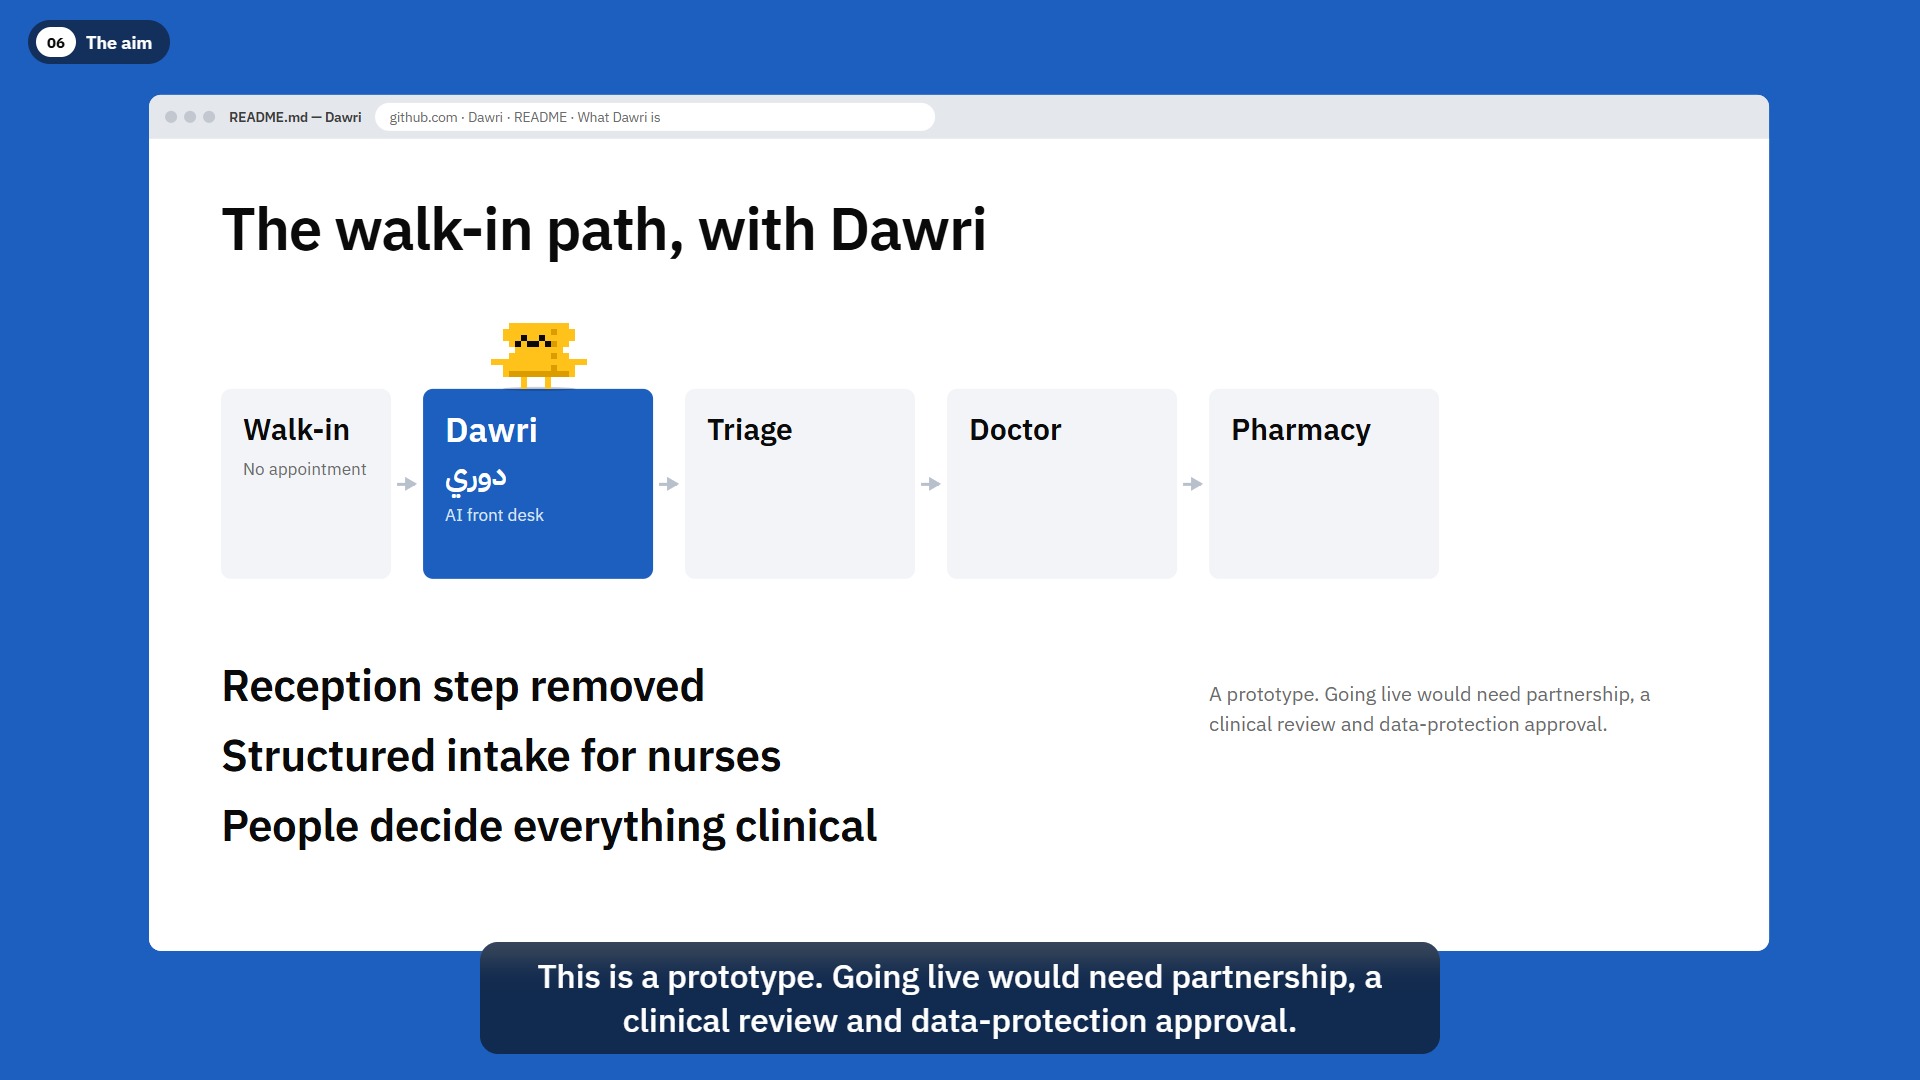 06 The aim
README.md — Dawri
github.com · Dawri · README · What Dawri is
The walk-in path, with Dawri
Walk-in
No appointment
Dawri
دوري
AI front desk
Triage
Doctor
Pharmacy
Reception step removed
Structured intake for nurses
People decide everything clinical
A prototype. Going live would need partnership, a
clinical review and data-protection approval.
This is a prototype. Going live would need partnership, a
clinical review and data-protection approval.